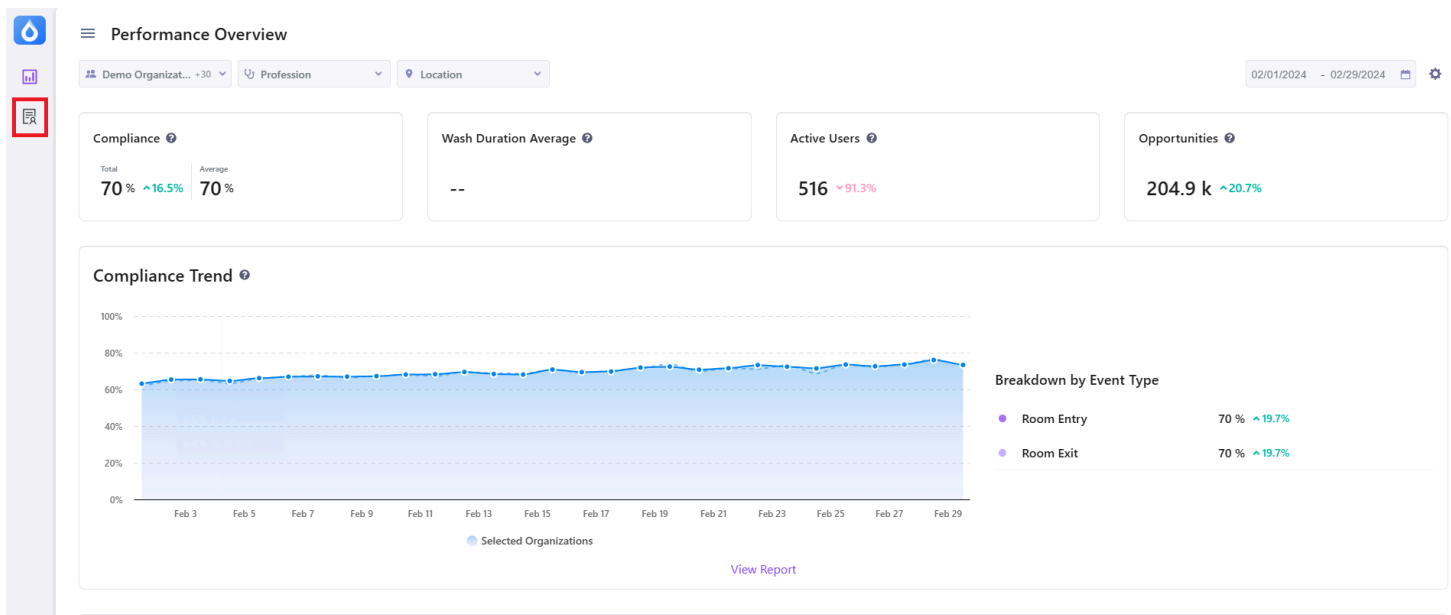 Performance Overview
Demo Organizat... +30
Profession
Location
02/01/2024 - 02/29/2024
Compliance
Total
70 % 16.5%
Average
70 %
Wash Duration Average
--
Active Users
516 91.3%
Opportunities
204.9 k 20.7%
Compliance Trend
100%
80%
60%
40%
20%
0%
Feb 3 Feb 5 Feb 7 Feb 9 Feb 11 Feb 13 Feb 15 Feb 17 Feb 19 Feb 21 Feb 23 Feb 25 Feb 27 Feb 29
Selected Organizations
Breakdown by Event Type
Room Entry 70 % 19.7%
Room Exit 70 % 19.7%
View Report